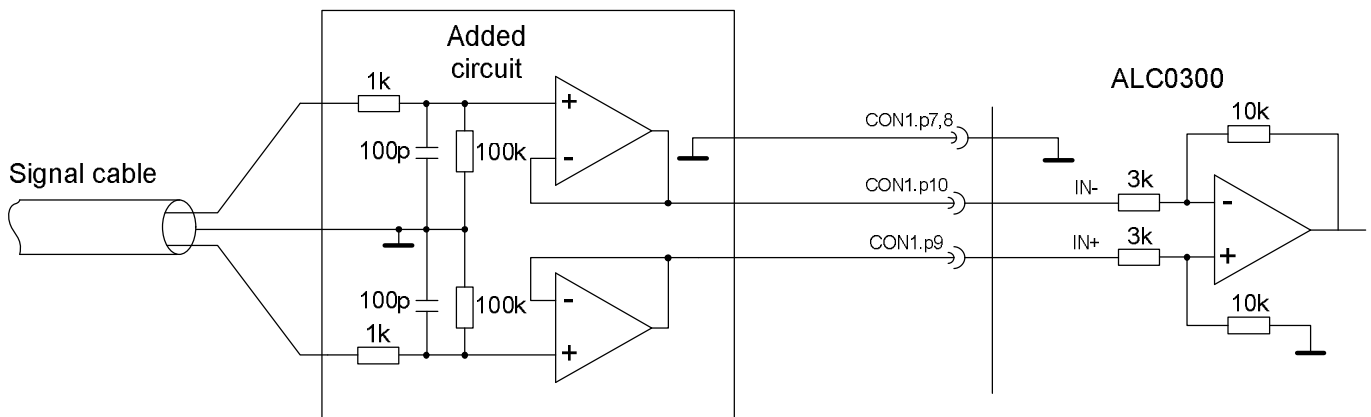 Added
circuit
ALC0300
1k
10k
CON1.p7,8
+
100p
100k
-
Signal cable
CON1.p10
IN-
3k
-
CON1.p9
IN+
3k
+
100p
100k
-
10k
1k
+